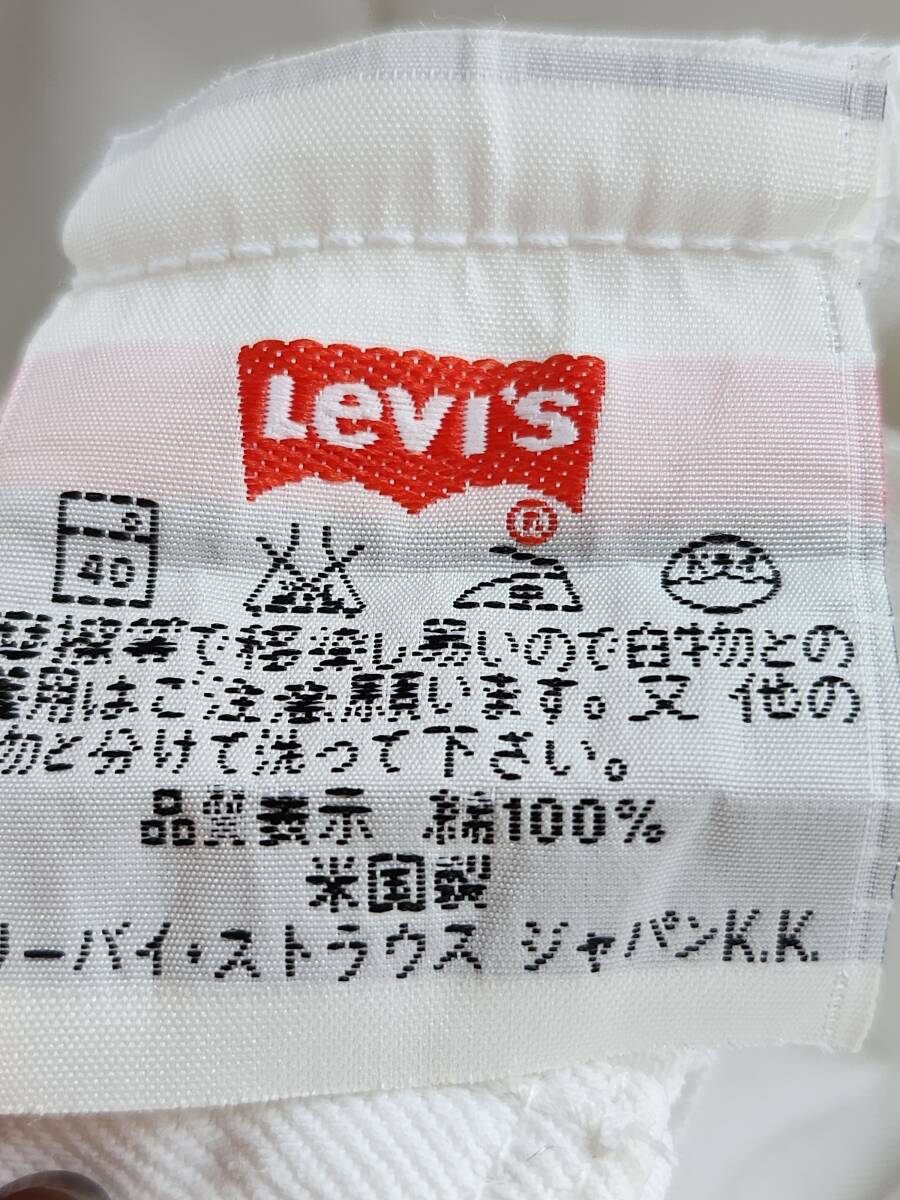 Levi's
®
40
摩擦等で移染し易いので白物との
着用はご注意願います。又 他の
物と分けて洗って下さい。
品質表示 綿100%
米国製
リーバイ・ストラウス ジャパンK.K.